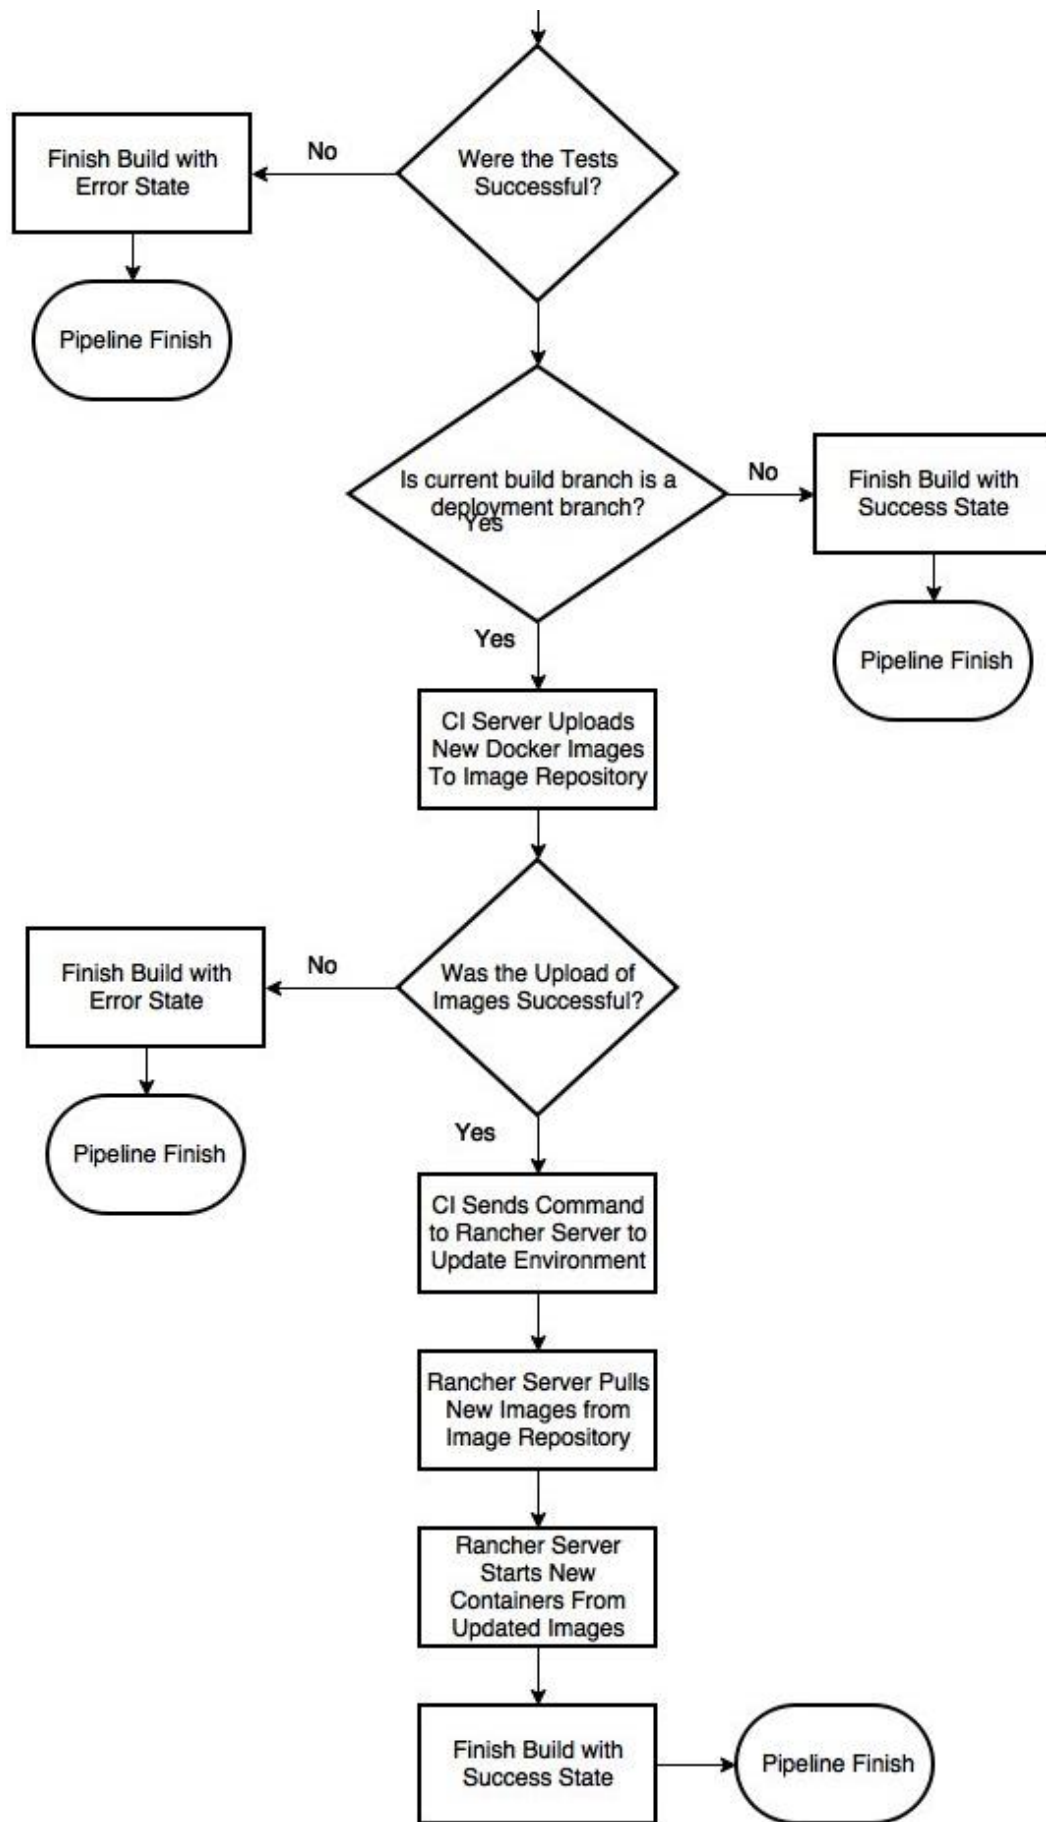 No
Were the Tests
Successful?
Finish Build with
Error State
Pipeline Finish
Is current build branch is a
deployment branch?
Yes
No
Finish Build with
Success State
Pipeline Finish
Yes
CI Server Uploads
New Docker Images
To Image Repository
Was the Upload of
Images Successful?
No
Finish Build with
Error State
Pipeline Finish
Yes
CI Sends Command
to Rancher Server to
Update Environment
Rancher Server Pulls
New Images from
Image Repository
Rancher Server
Starts New
Containers From
Updated Images
Finish Build with
Success State
Pipeline Finish